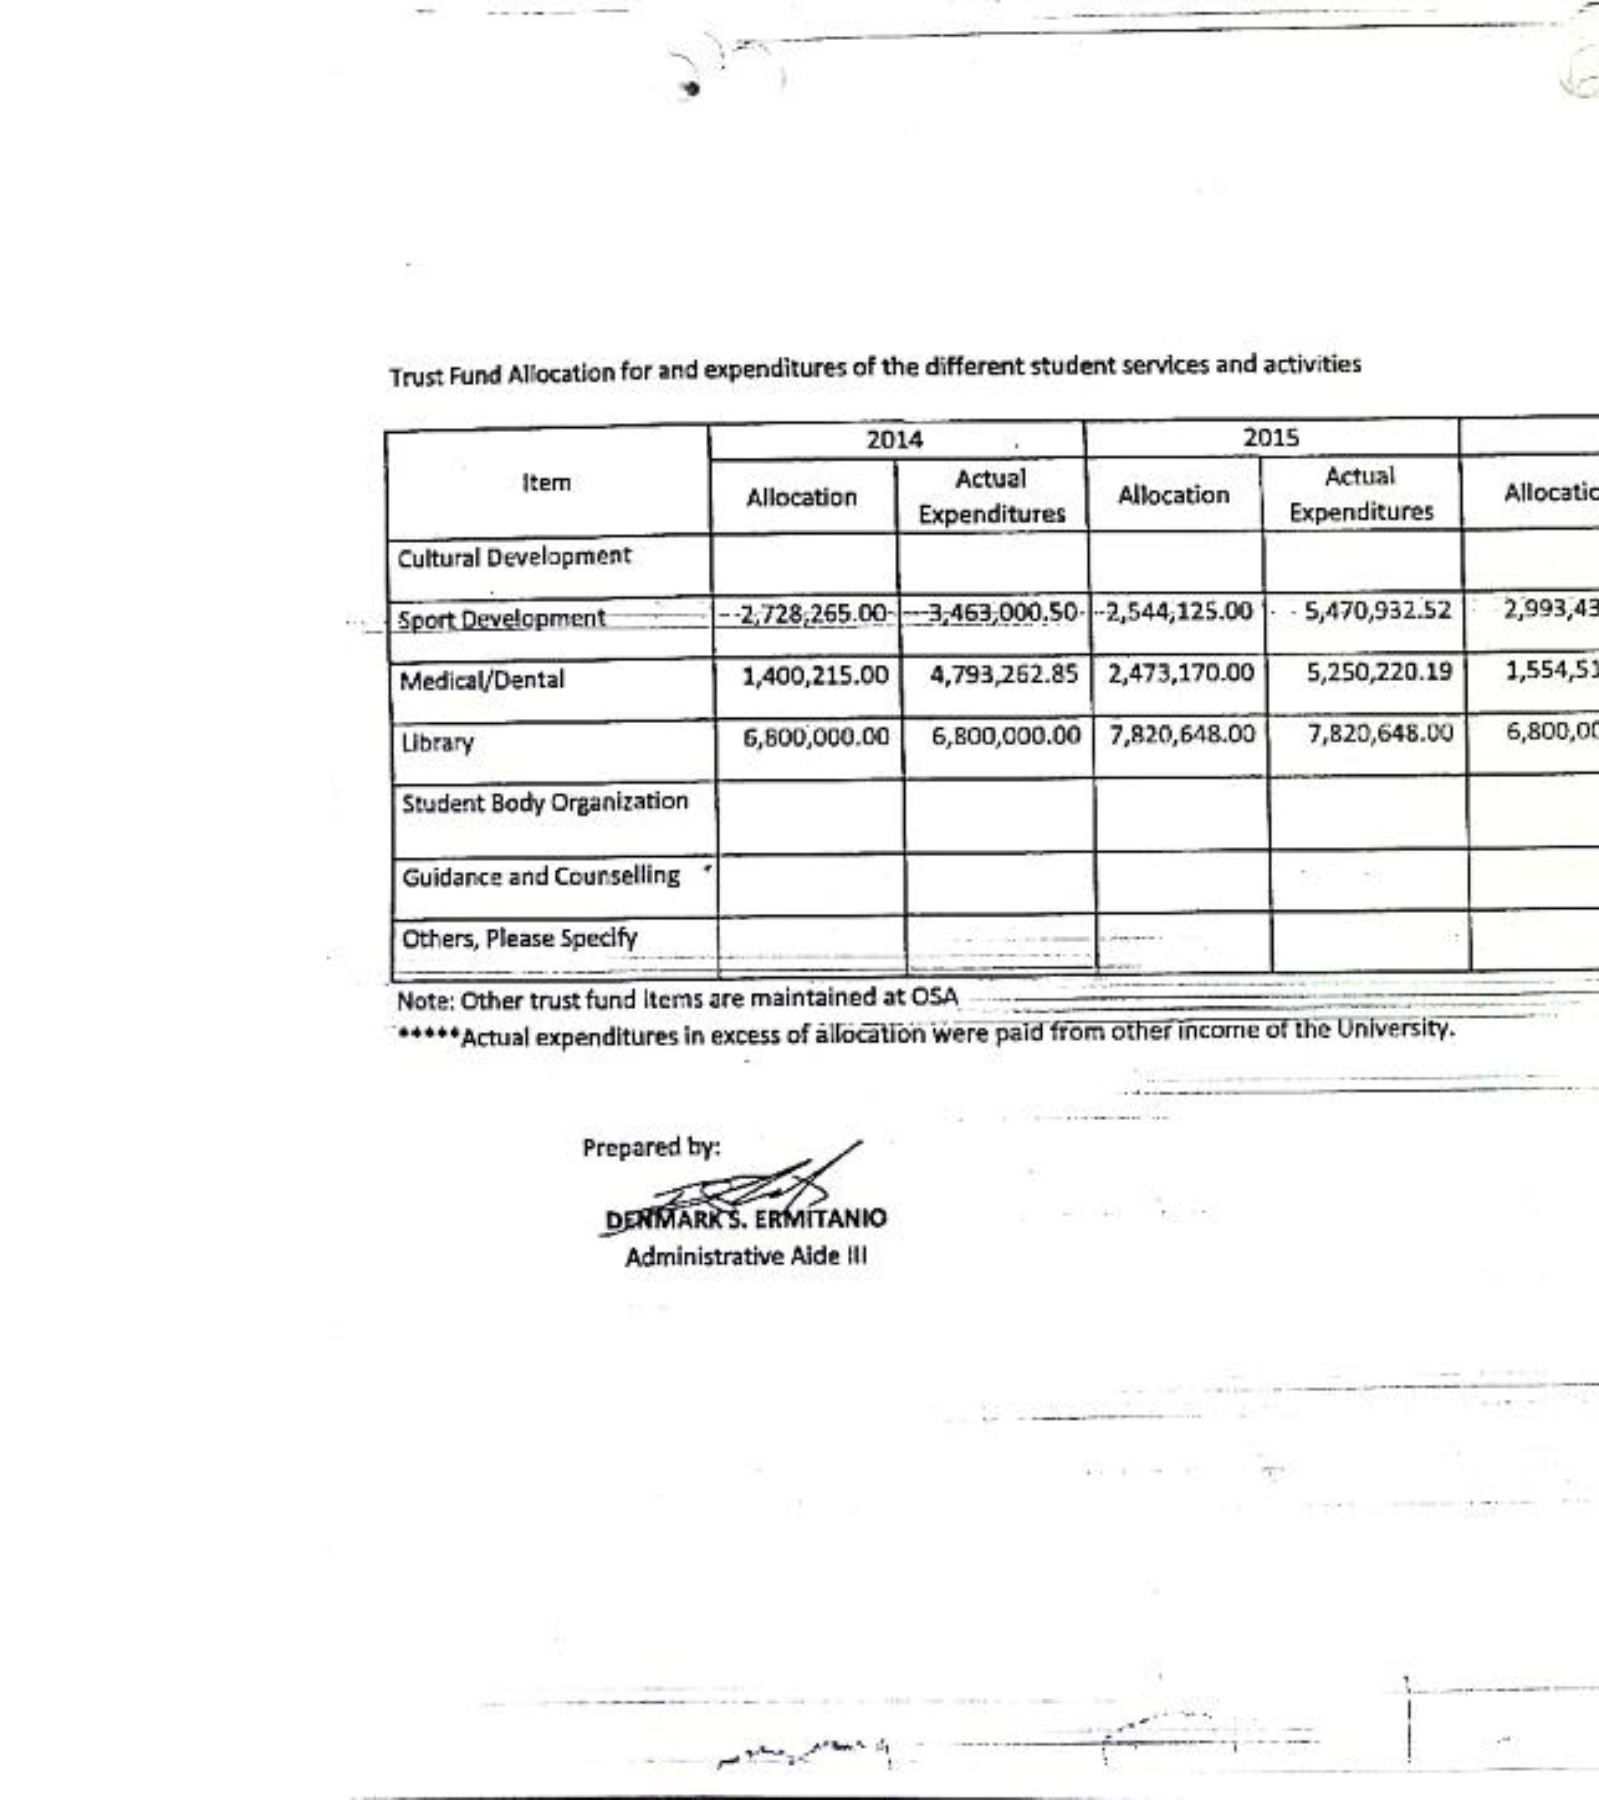 Trust Fund Allocation for and expenditures of the different student services and activities
2014 2015
Item Allocation Actual Expenditures Allocation Actual Expenditures Allocatio
Cultural Development
Sport Development 2,728,265.00 3,463,000.50 2,544,125.00 5,470,932.52 2,993,43
Medical/Dental 1,400,215.00 4,793,262.85 2,473,170.00 5,250,220.19 1,554,51
Library 6,800,000.00 6,800,000.00 7,820,648.00 7,820,648.00 6,800,00
Student Body Organization
Guidance and Counselling
Others, Please Specify
Note: Other trust fund items are maintained at OSA
*****Actual expenditures in excess of allocation were paid from other income of the University.
Prepared by:
DENMARK S. ERMITANIO
Administrative Aide III